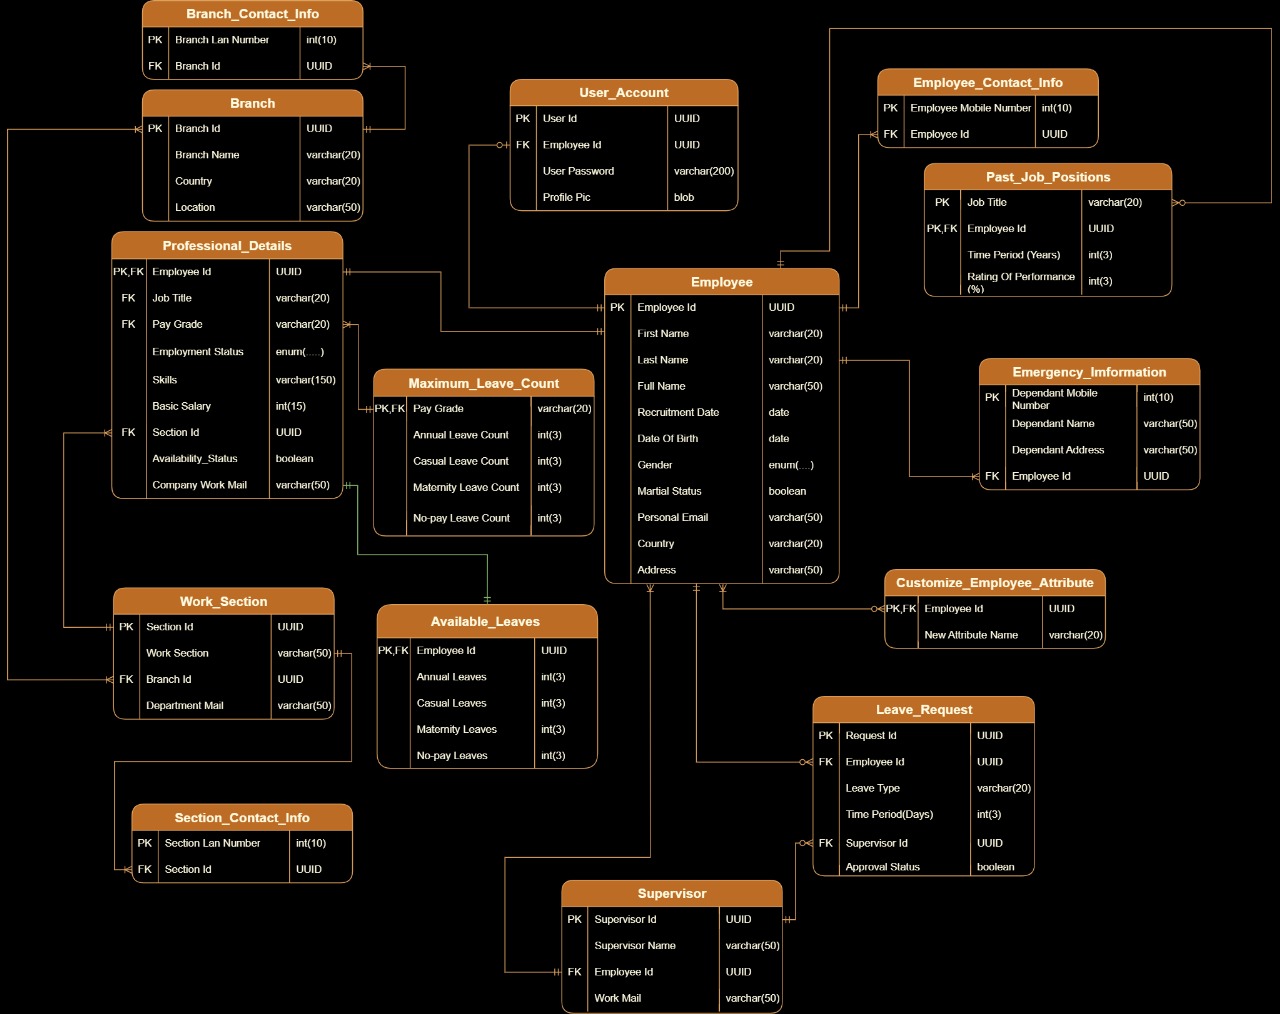 Branch_Contact_Info
PK Branch Lan Number int(10)
FK Branch Id UUID
Branch
PK Branch Id UUID
Branch Name varchar(20)
Country varchar(20)
Location varchar(50)
User_Account
PK User Id UUID
FK Employee Id UUID
User Password varchar(200)
Profile Pic blob
Employee_Contact_Info
PK Employee Mobile Number int(10)
FK Employee Id UUID
Past_Job_Positions
PK Job Title varchar(20)
PK,FK Employee Id UUID
Time Period (Years) int(3)
Rating Of Performance
(%) int(3)
Professional_Details
PK,FK Employee Id UUID
FK Job Title varchar(20)
FK Pay Grade varchar(20)
Employment Status enum(.....)
Skills varchar(150)
Basic Salary int(15)
FK Section Id UUID
Availability_Status boolean
Company Work Mail varchar(50)
Employee
PK Employee Id UUID
First Name varchar(20)
Last Name varchar(20)
Full Name varchar(50)
Recruitment Date date
Date Of Birth date
Gender enum(....)
Martial Status boolean
Personal Email varchar(50)
Country varchar(20)
Address varchar(50)
Maximum_Leave_Count
PK,FK Pay Grade varchar(20)
Annual Leave Count int(3)
Casual Leave Count int(3)
Maternity Leave Count int(3)
No-pay Leave Count int(3)
Emergency_Imformation
PK Dependant Mobile
Number int(10)
Dependant Name varchar(50)
Dependant Address varchar(50)
FK Employee Id UUID
Customize_Employee_Attribute
PK,FK Employee Id UUID
New Attribute Name varchar(20)
Work_Section
PK Section Id UUID
Work Section varchar(50)
FK Branch Id UUID
Department Mail varchar(50)
Available_Leaves
PK,FK Employee Id UUID
Annual Leaves int(3)
Casual Leaves int(3)
Maternity Leaves int(3)
No-pay Leaves int(3)
Leave_Request
PK Request Id UUID
FK Employee Id UUID
Leave Type varchar(20)
Time Period(Days) int(3)
FK Supervisor Id UUID
Approval Status boolean
Section_Contact_Info
PK Section Lan Number int(10)
FK Section Id UUID
Supervisor
PK Supervisor Id UUID
Supervisor Name varchar(50)
FK Employee Id UUID
Work Mail varchar(50)